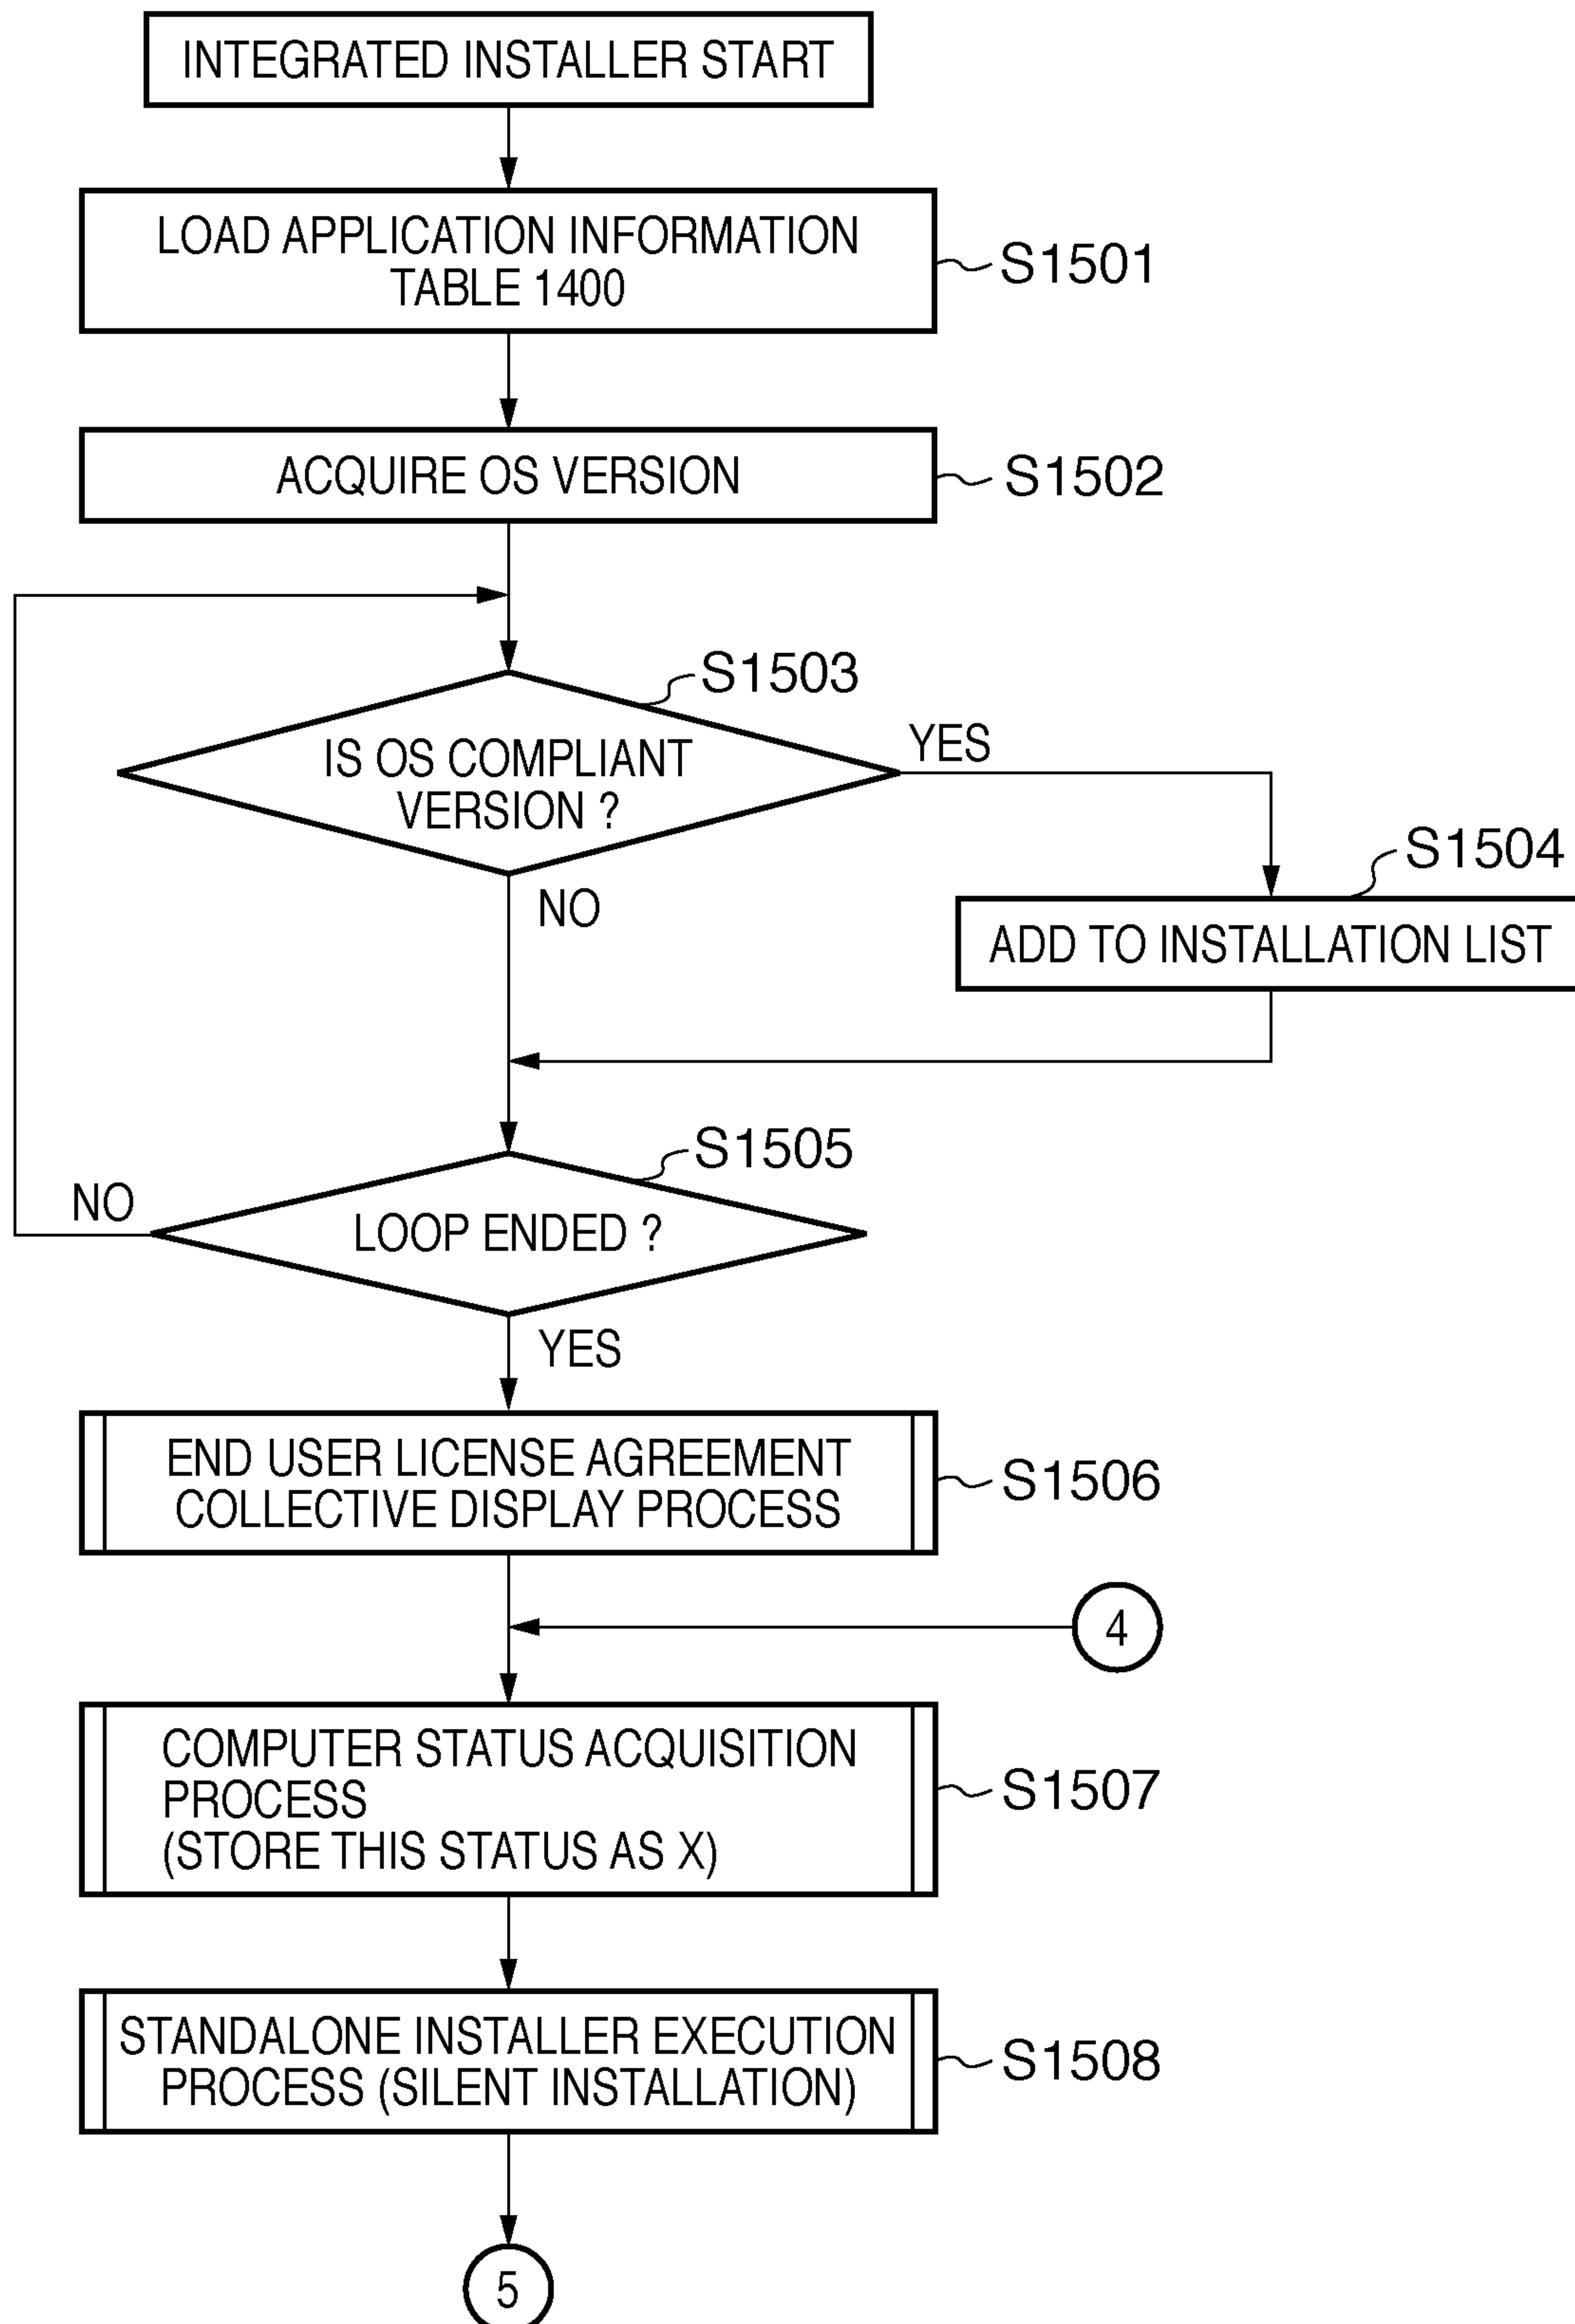 INTEGRATED INSTALLER START
LOAD APPLICATION INFORMATION
TABLE 1400
S1501
ACQUIRE OS VERSION
S1502
S1503
IS OS COMPLIANT
VERSION ?
YES
NO
S1504
ADD TO INSTALLATION LIST
S1505
LOOP ENDED ?
NO
YES
END USER LICENSE AGREEMENT
COLLECTIVE DISPLAY PROCESS
S1506
4
COMPUTER STATUS ACQUISITION
PROCESS
(STORE THIS STATUS AS X)
S1507
STANDALONE INSTALLER EXECUTION
PROCESS (SILENT INSTALLATION)
S1508
5